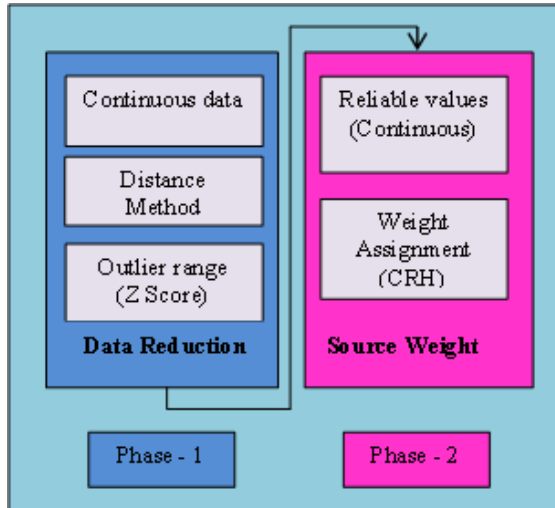 Continuous data
Distance
Method
Outlier range
(Z Score)
Data Reduction
Reliable values
(Continuous)
Weight
Assignment
(CRH)
Source Weight
Phase - 1
Phase - 2